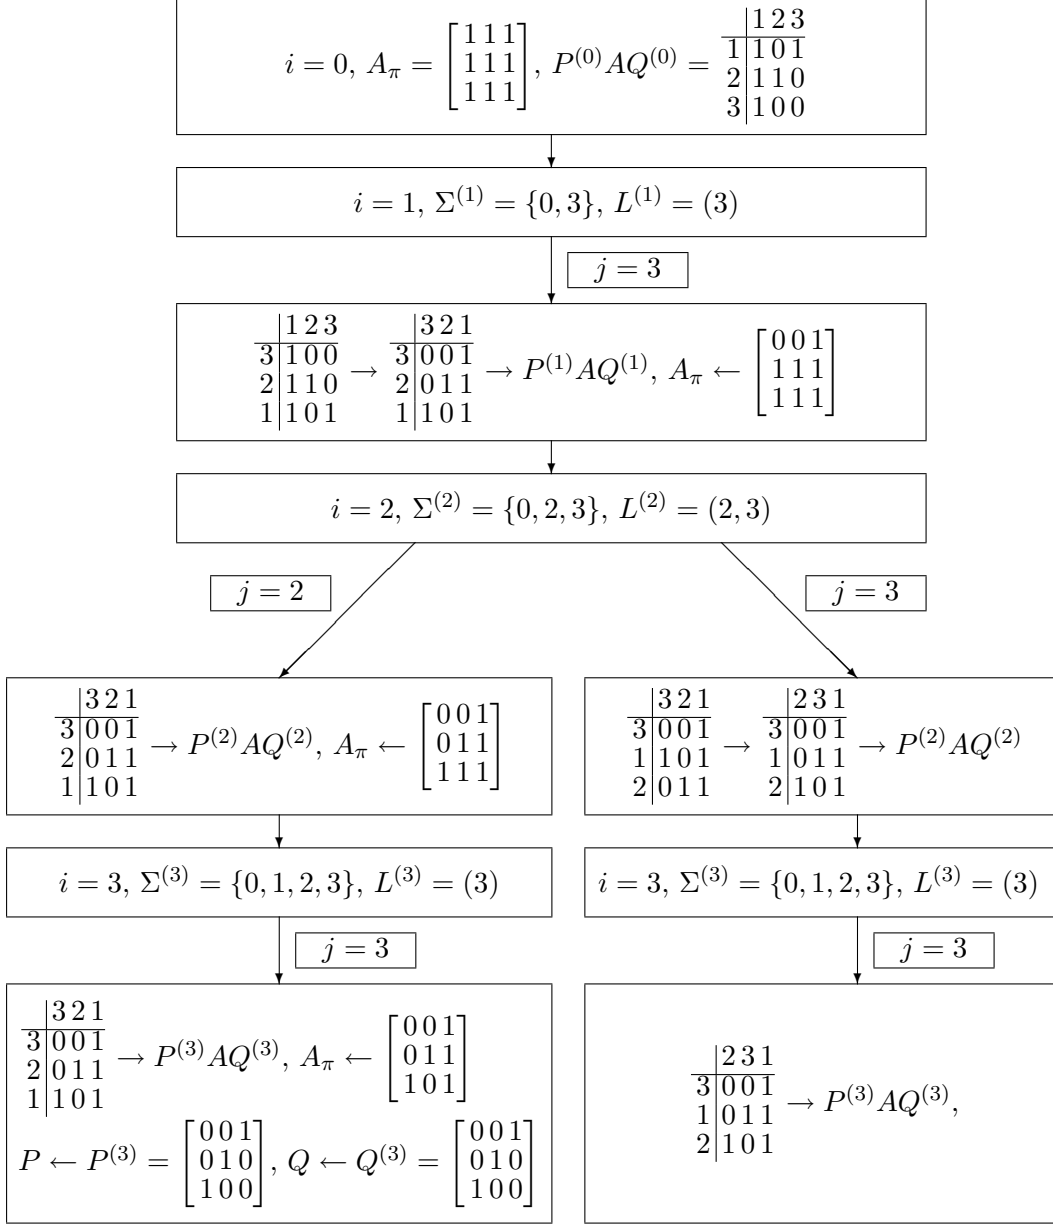 1 2 3
1 1 0 1
2 1 1 0
3 1 0 0
i = 0, A_π = [1 1 1; 1 1 1; 1 1 1], P^(0)AQ^(0) =
i = 1, Σ^(1) = {0, 3}, L^(1) = (3)
j = 3
1 2 3 3 2 1
3 1 0 0 3 0 0 1 0 0 1
2 1 1 0 → 2 0 1 1 → P^(1)AQ^(1), A_π ← 1 1 1
1 1 0 1 1 1 0 1 1 1 1
i = 2, Σ^(2) = {0, 2, 3}, L^(2) = (2, 3)
j = 2
j = 3
3 2 1
3 0 0 1 0 0 1
2 0 1 1 → P^(2)AQ^(2), A_π ← 0 1 1
1 1 0 1 1 1 1
3 2 1 2 3 1
3 0 0 1 3 0 0 1
1 1 0 1 → 1 0 1 1 → P^(2)AQ^(2)
2 0 1 1 2 1 0 1
i = 3, Σ^(3) = {0, 1, 2, 3}, L^(3) = (3)
i = 3, Σ^(3) = {0, 1, 2, 3}, L^(3) = (3)
j = 3
j = 3
3 2 1
3 0 0 1 0 0 1
2 0 1 1 → P^(3)AQ^(3), A_π ← 0 1 1
1 1 0 1 1 0 1
0 0 1 0 0 1
P ← P^(3) = 0 1 0 , Q ← Q^(3) = 0 1 0
1 0 0 1 0 0
2 3 1
3 0 0 1
1 0 1 1 → P^(3)AQ^(3),
2 1 0 1